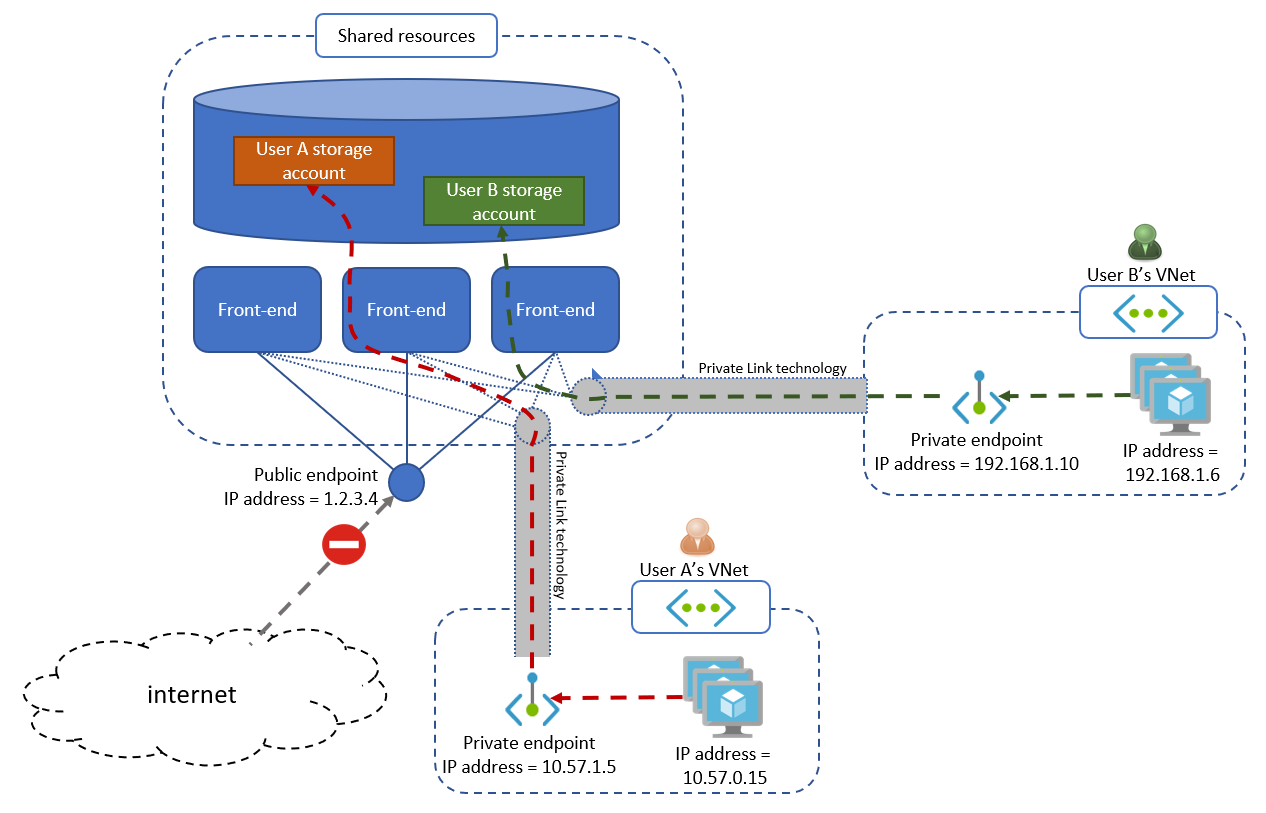 Shared resources
User A storage
account
User B storage
account
Front-end
Front-end
Front-end
User B's VNet
Private Link technology
Private endpoint
IP address = 192.168.1.10
IP address =
192.168.1.6
Public endpoint
IP address = 1.2.3.4
Private Link technology
User A's VNet
internet
Private endpoint
IP address = 10.57.1.5
IP address =
10.57.0.15